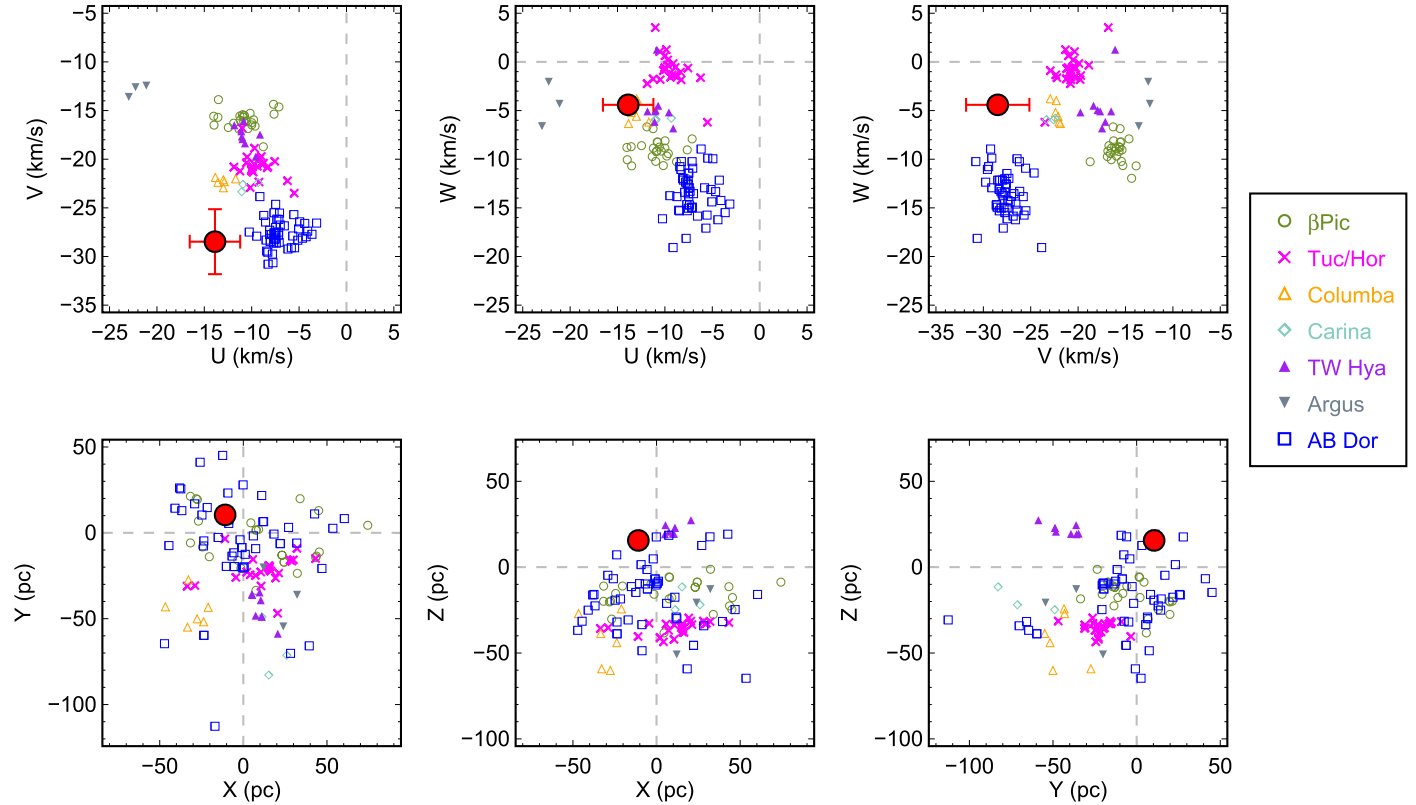 5
0
−5
−10
−15
−20
−25
−30
−35
V (km/s)
−25 −20 −15 −10 −5 0 5
U (km/s)
5
0
−5
−10
−15
−20
−25
W (km/s)
−25 −20 −15 −10 −5 0 5
U (km/s)
5
0
−5
−10
−15
−20
−25
W (km/s)
−35 −30 −25 −20 −15 −10 −5
V (km/s)
βPic
Tuc/Hor
Columba
Carina
TW Hya
Argus
AB Dor
50
0
−50
−100
Y (pc)
−50 0 50
X (pc)
50
0
−50
−100
Z (pc)
−50 0 50
X (pc)
50
0
−50
−100
Z (pc)
−100 −50 0 50
Y (pc)